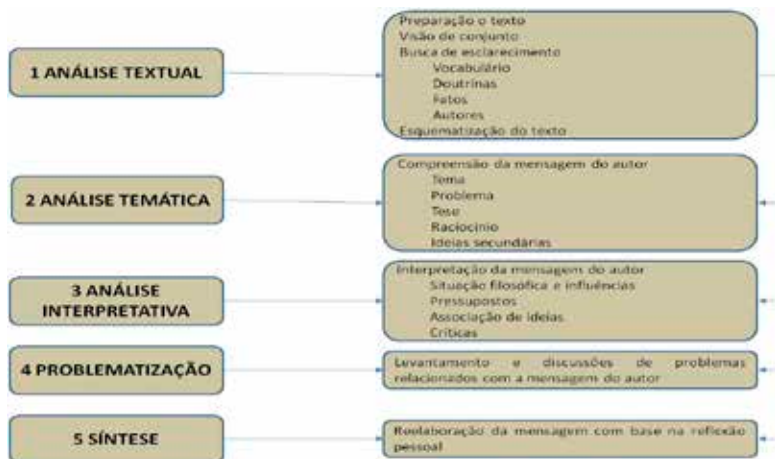 1 ANÁLISE TEXTUAL
Preparação o texto
Visão de conjunto
Busca de esclarecimento
Vocabulário
Doutrinas
Fatos
Autores
Esquematização do texto
2 ANÁLISE TEMÁTICA
Compreensão da mensagem do autor
Tema
Problema
Tese
Raciocínio
Ideias secundárias
3 ANÁLISE
INTERPRETATIVA
Interpretação da mensagem do autor
Situação filosófica e influências
Pressupostos
Associação de ideias
Críticas
4 PROBLEMATIZAÇÃO
Levantamento e discussões de problemas
relacionados com a mensagem do autor
5 SÍNTESE
Reelaboração da mensagem com base na reflexão
pessoal